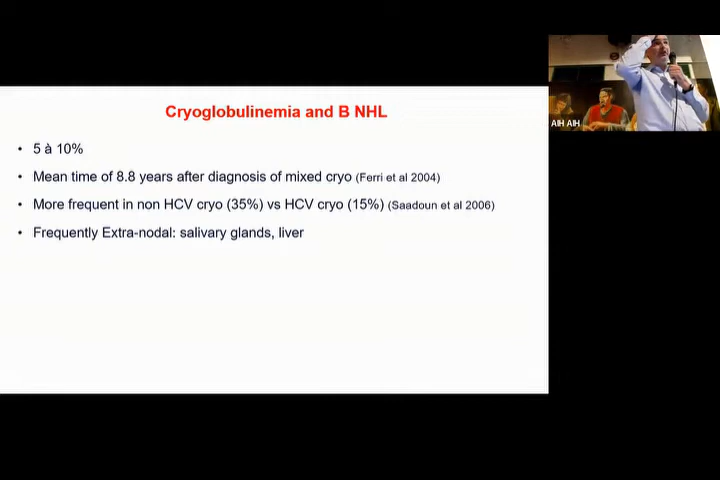 Cryoglobulinemia and B NHL
• 5 à 10%
• Mean time of 8.8 years after diagnosis of mixed cryo (Ferri et al 2004)
• More frequent in non HCV cryo (35%) vs HCV cryo (15%) (Saadoun et al 2006)
• Frequently Extra-nodal: salivary glands, liver
AIH AIH